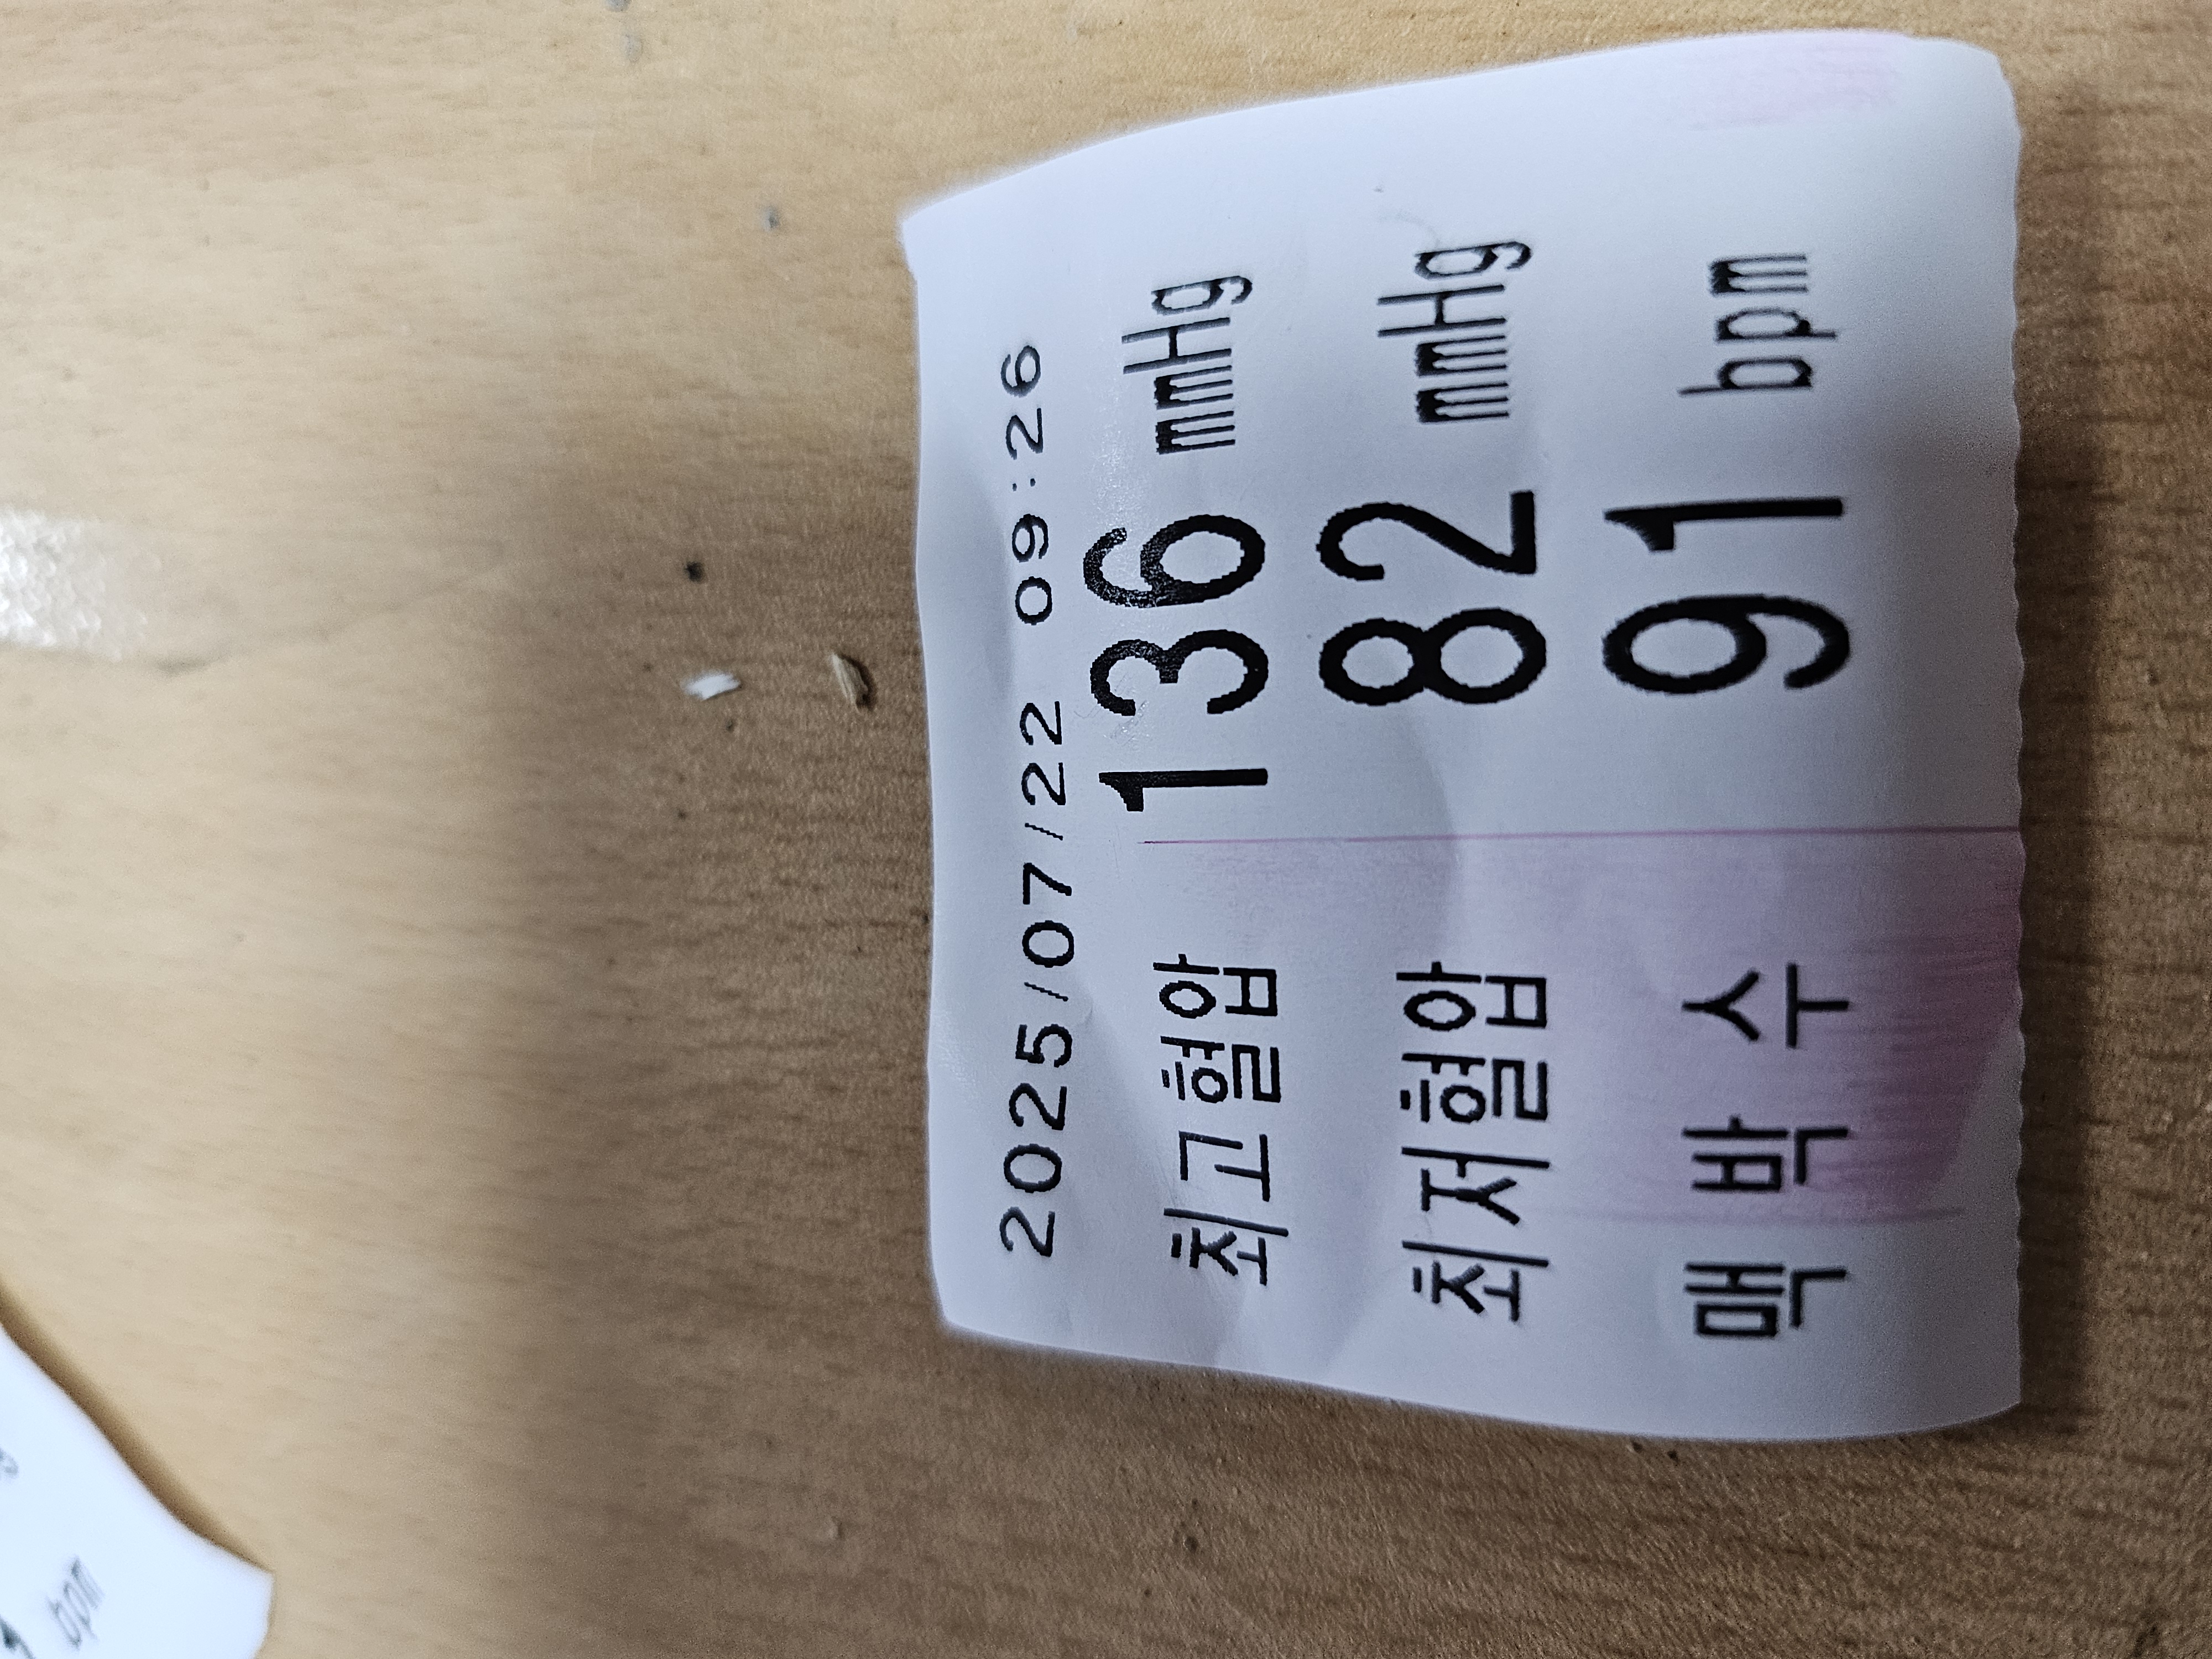 2025/07/22 09:26
최고혈압 136 mmHg
최저혈압 82 mmHg
맥 박 수 91 bpm
bpm